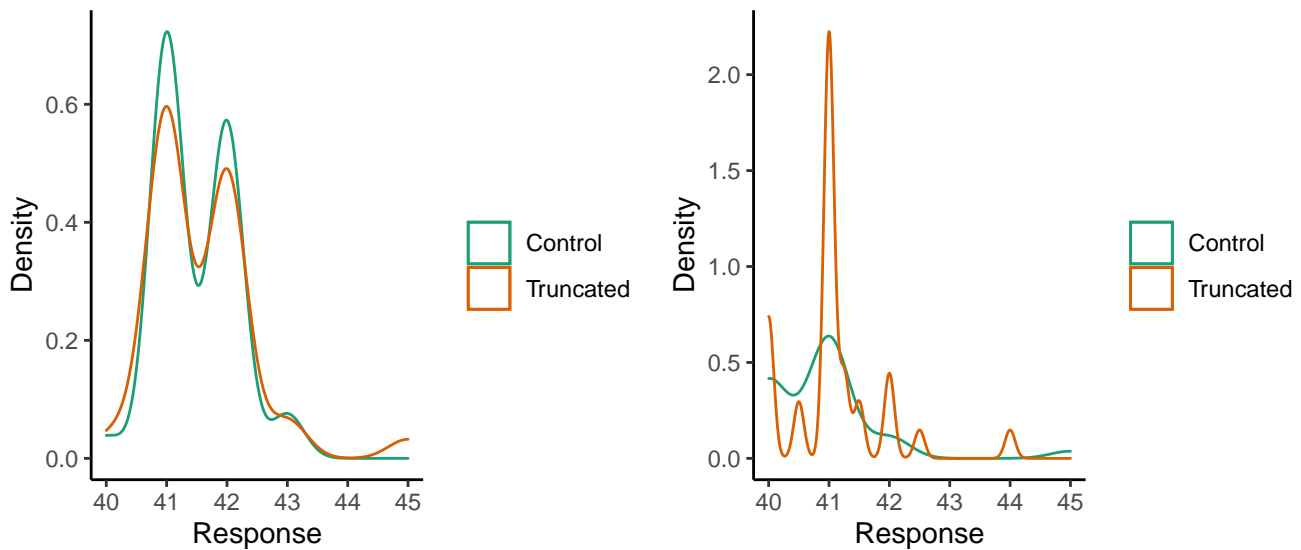 0.6
0.4
0.2
0.0
Density
40 41 42 43 44 45
Response
Control
Truncated
2.0
1.5
1.0
0.5
0.0
Density
40 41 42 43 44 45
Response
Control
Truncated